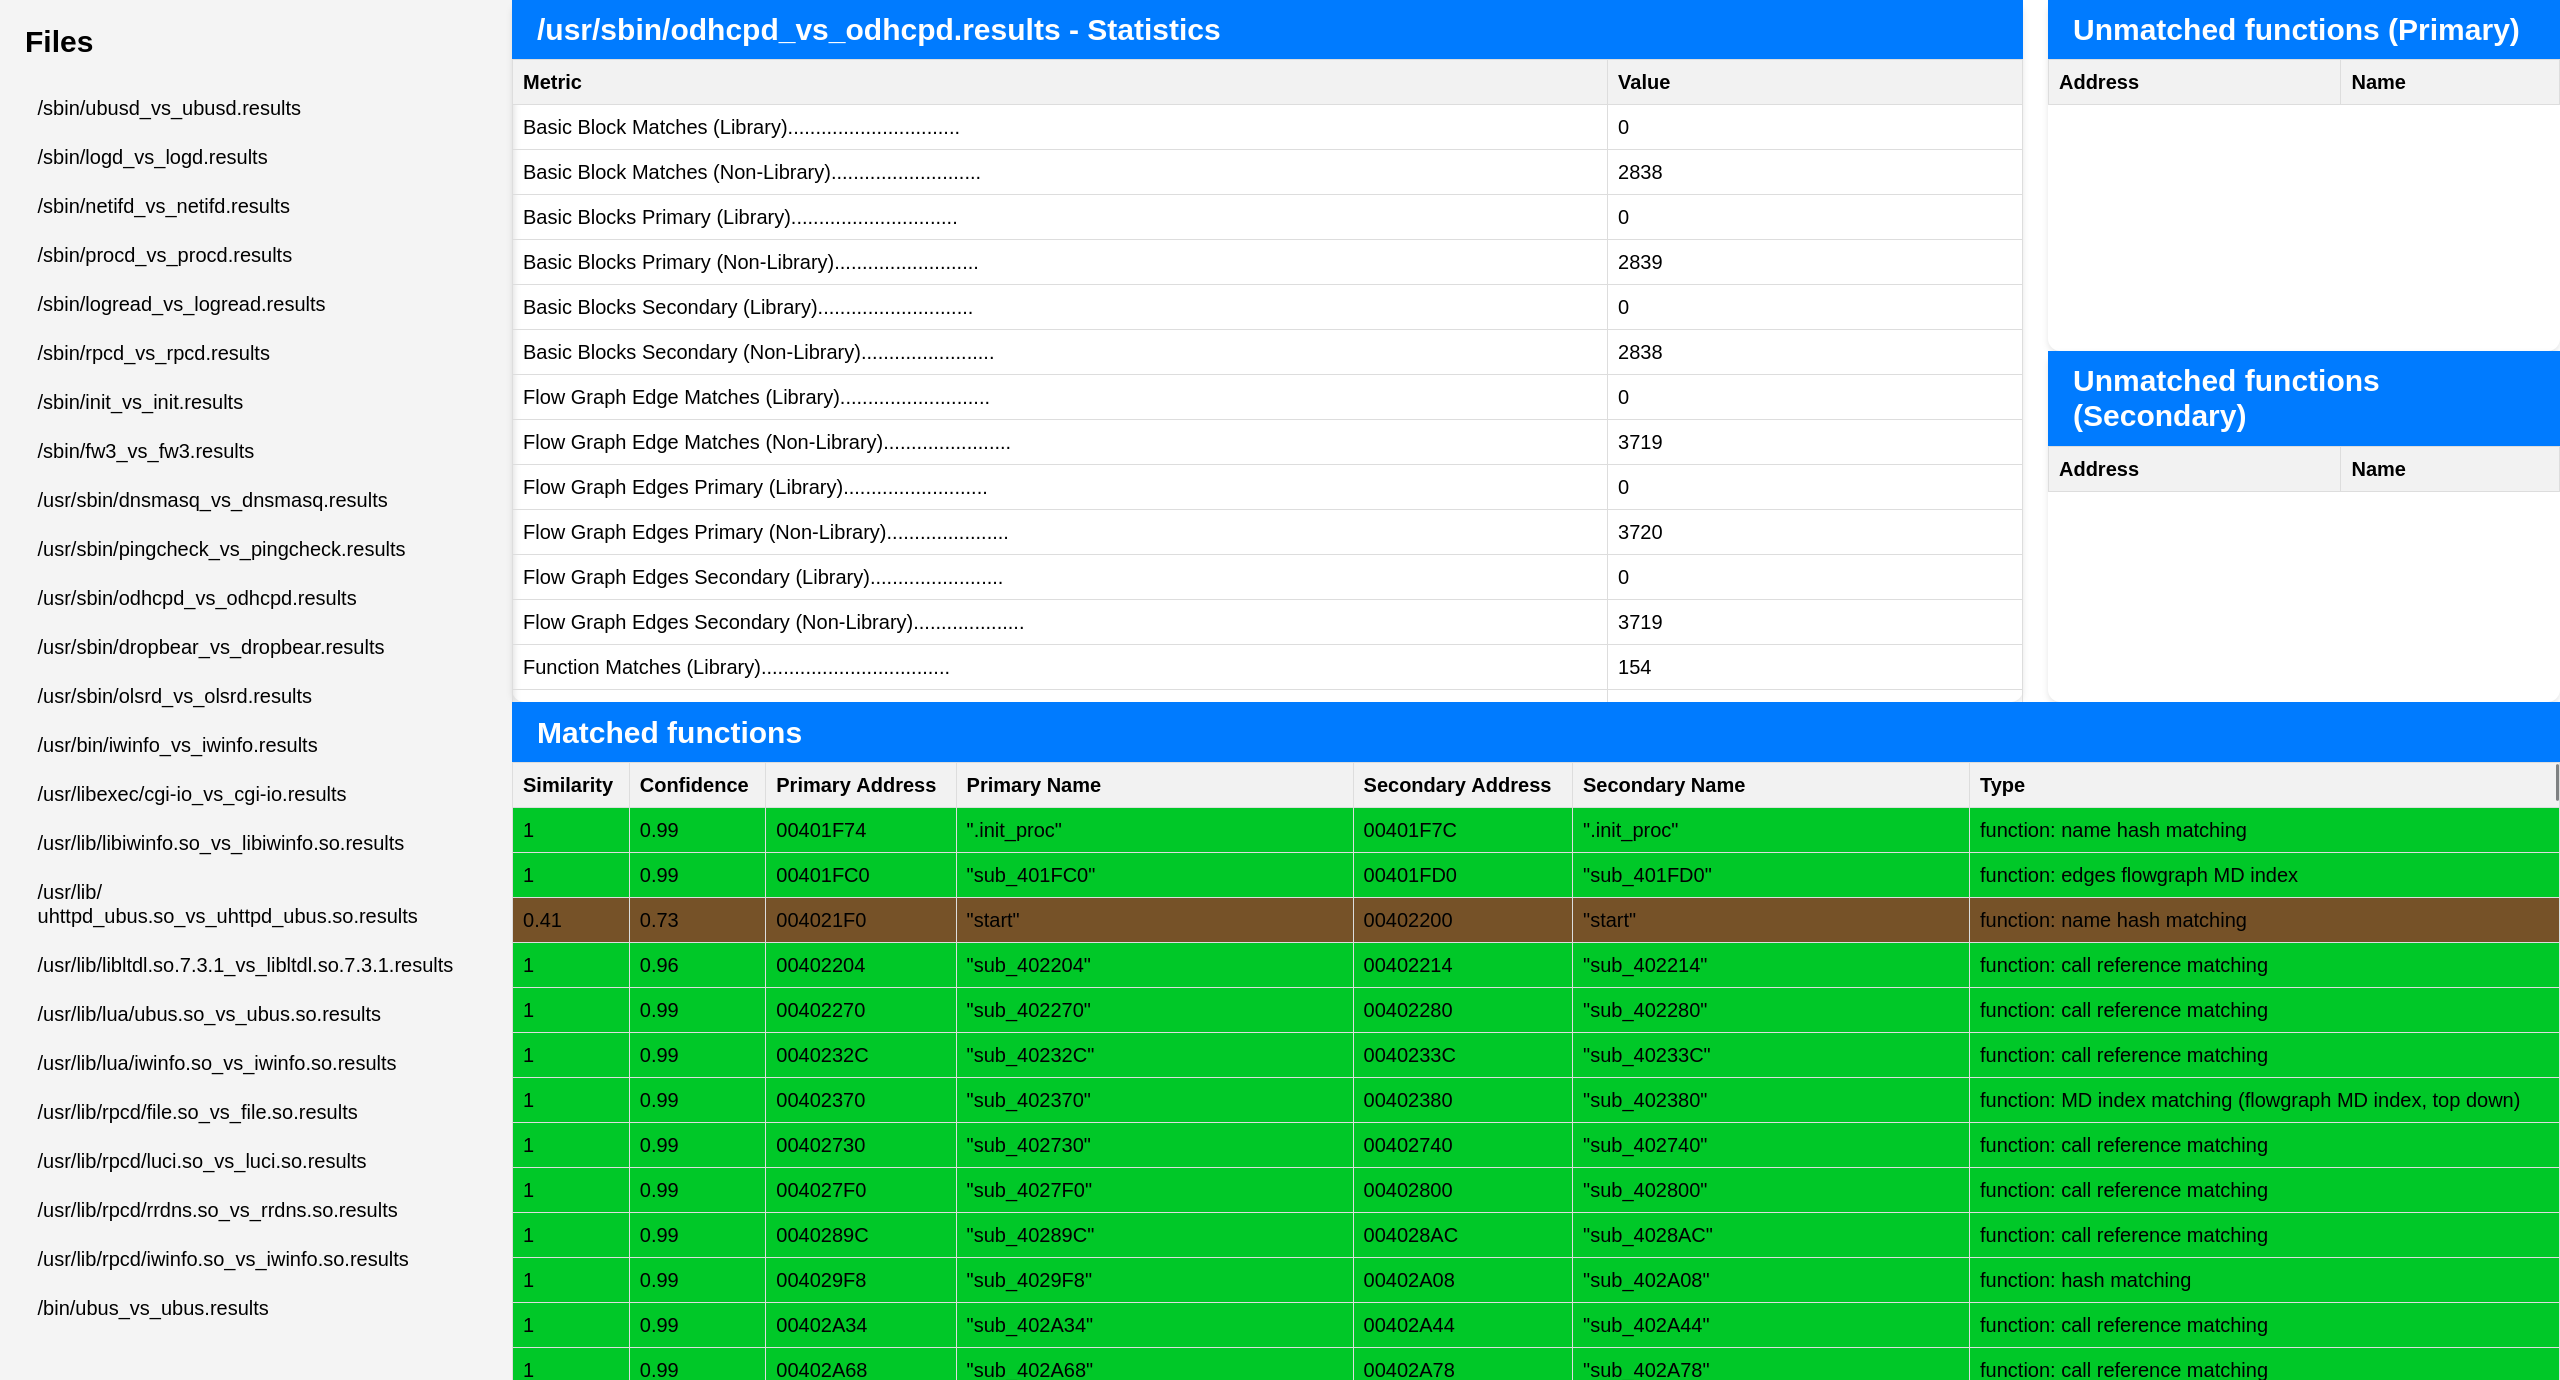 Files
/sbin/ubusd_vs_ubusd.results
/sbin/logd_vs_logd.results
/sbin/netifd_vs_netifd.results
/sbin/procd_vs_procd.results
/sbin/logread_vs_logread.results
/sbin/rpcd_vs_rpcd.results
/sbin/init_vs_init.results
/sbin/fw3_vs_fw3.results
/usr/sbin/dnsmasq_vs_dnsmasq.results
/usr/sbin/pingcheck_vs_pingcheck.results
/usr/sbin/odhcpd_vs_odhcpd.results
/usr/sbin/dropbear_vs_dropbear.results
/usr/sbin/olsrd_vs_olsrd.results
/usr/bin/iwinfo_vs_iwinfo.results
/usr/libexec/cgi-io_vs_cgi-io.results
/usr/lib/libiwinfo.so_vs_libiwinfo.so.results
/usr/lib/
uhttpd_ubus.so_vs_uhttpd_ubus.so.results
/usr/lib/libltdl.so.7.3.1_vs_libltdl.so.7.3.1.results
/usr/lib/lua/ubus.so_vs_ubus.so.results
/usr/lib/lua/iwinfo.so_vs_iwinfo.so.results
/usr/lib/rpcd/file.so_vs_file.so.results
/usr/lib/rpcd/luci.so_vs_luci.so.results
/usr/lib/rpcd/rrdns.so_vs_rrdns.so.results
/usr/lib/rpcd/iwinfo.so_vs_iwinfo.so.results
/bin/ubus_vs_ubus.results
/usr/sbin/odhcpd_vs_odhcpd.results - Statistics
Metric Value
Basic Block Matches (Library)............................... 0
Basic Block Matches (Non-Library)........................... 2838
Basic Blocks Primary (Library).............................. 0
Basic Blocks Primary (Non-Library).......................... 2839
Basic Blocks Secondary (Library)............................ 0
Basic Blocks Secondary (Non-Library)........................ 2838
Flow Graph Edge Matches (Library)........................... 0
Flow Graph Edge Matches (Non-Library)....................... 3719
Flow Graph Edges Primary (Library).......................... 0
Flow Graph Edges Primary (Non-Library)...................... 3720
Flow Graph Edges Secondary (Library)........................ 0
Flow Graph Edges Secondary (Non-Library).................... 3719
Function Matches (Library).................................. 154
Unmatched functions (Primary)
Address Name
Unmatched functions
(Secondary)
Address Name
Matched functions
Similarity Confidence Primary Address Primary Name Secondary Address Secondary Name Type
1 0.99 00401F74 ".init_proc" 00401F7C ".init_proc" function: name hash matching
1 0.99 00401FC0 "sub_401FC0" 00401FD0 "sub_401FD0" function: edges flowgraph MD index
0.41 0.73 004021F0 "start" 00402200 "start" function: name hash matching
1 0.96 00402204 "sub_402204" 00402214 "sub_402214" function: call reference matching
1 0.99 00402270 "sub_402270" 00402280 "sub_402280" function: call reference matching
1 0.99 0040232C "sub_40232C" 0040233C "sub_40233C" function: call reference matching
1 0.99 00402370 "sub_402370" 00402380 "sub_402380" function: MD index matching (flowgraph MD index, top down)
1 0.99 00402730 "sub_402730" 00402740 "sub_402740" function: call reference matching
1 0.99 004027F0 "sub_4027F0" 00402800 "sub_402800" function: call reference matching
1 0.99 0040289C "sub_40289C" 004028AC "sub_4028AC" function: call reference matching
1 0.99 004029F8 "sub_4029F8" 00402A08 "sub_402A08" function: hash matching
1 0.99 00402A34 "sub_402A34" 00402A44 "sub_402A44" function: call reference matching
1 0.99 00402A68 "sub_402A68" 00402A78 "sub_402A78" function: call reference matching